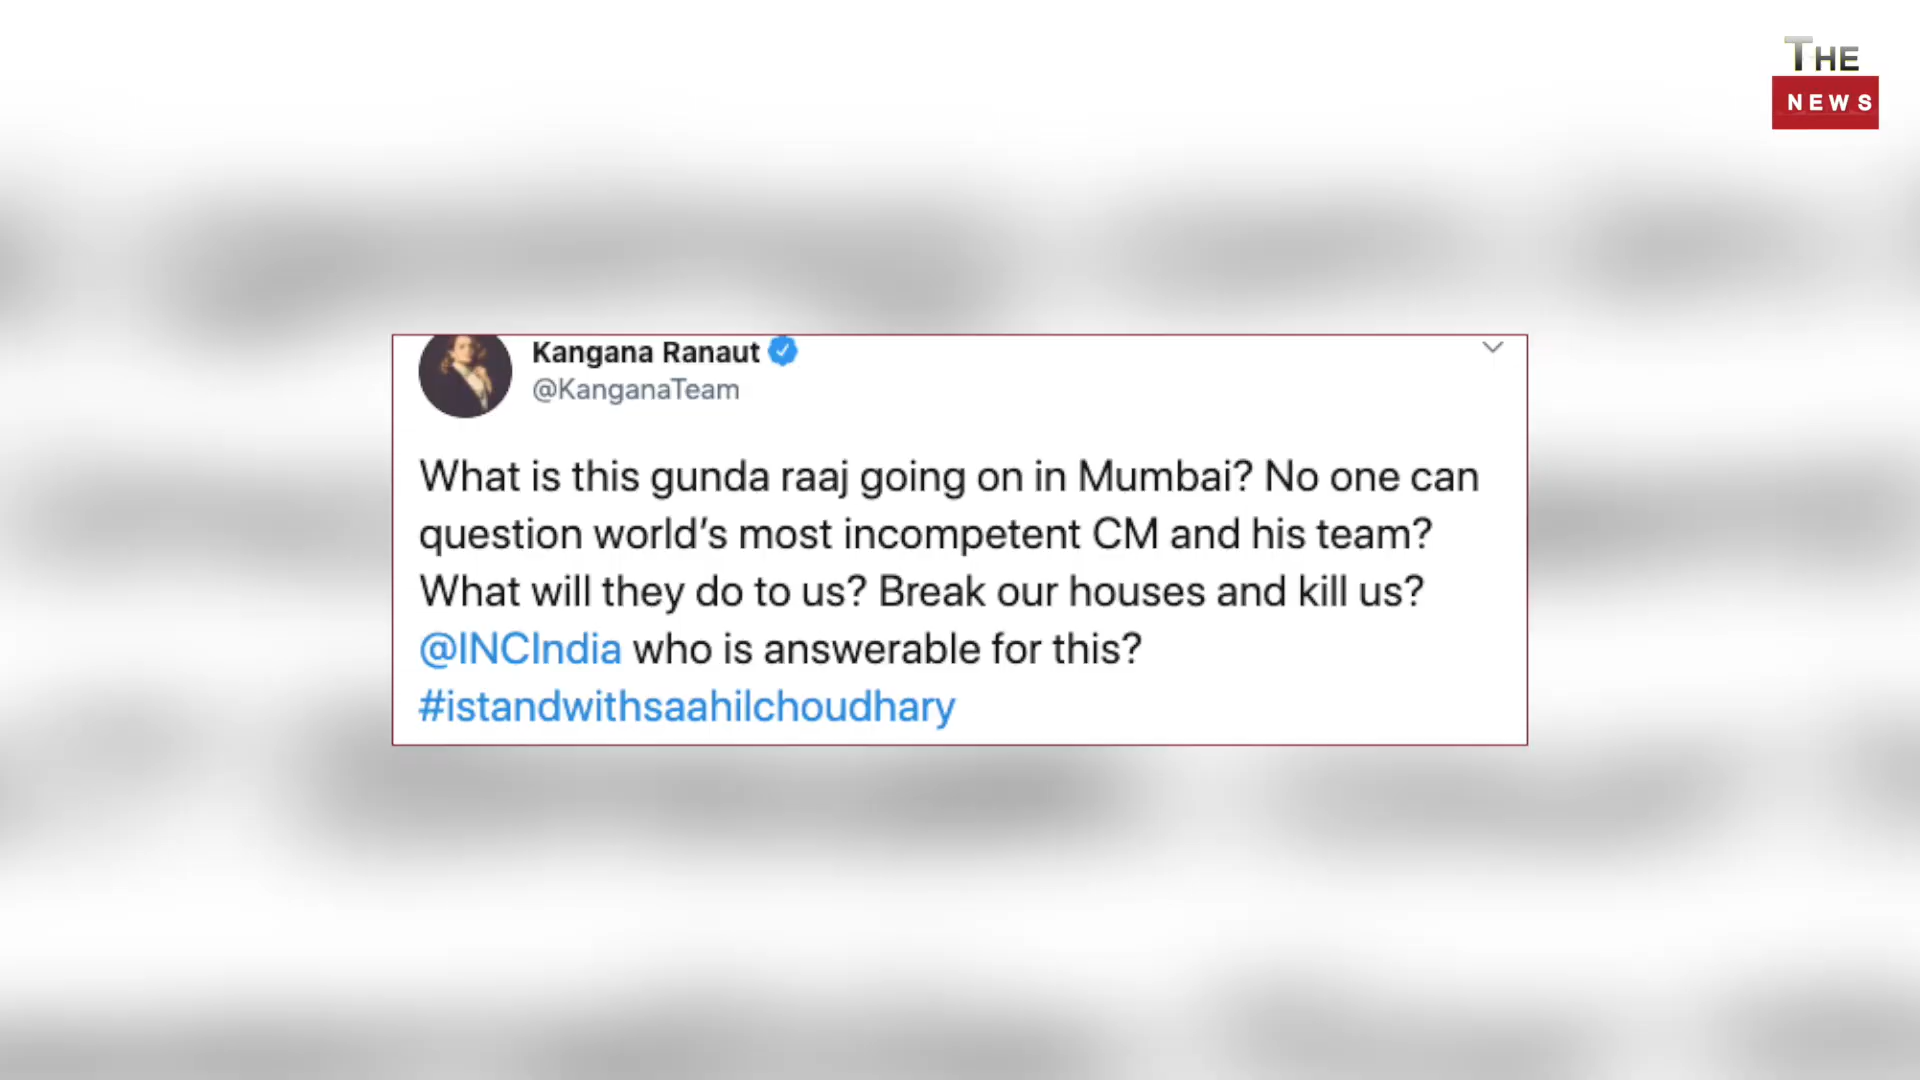 THE
NEWS
Kangana Ranaut
@KanganaTeam
What is this gunda raaj going on in Mumbai? No one can
question world’s most incompetent CM and his team?
What will they do to us? Break our houses and kill us?
@INCIndia who is answerable for this?
#istandwithsaahilchoudhary